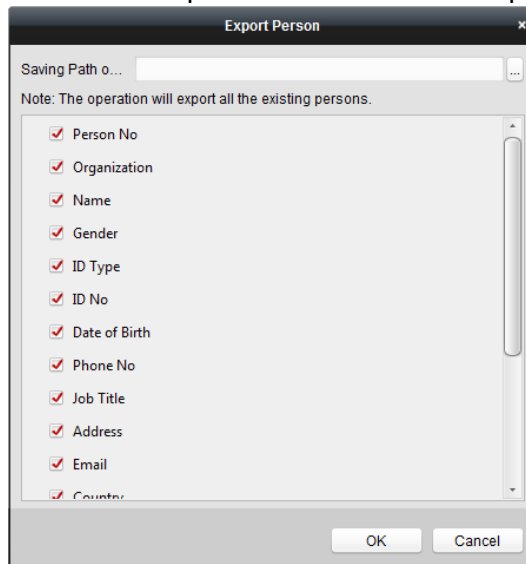 Export Person ×
Saving Path o... ...
Note: The operation will export all the existing persons.
Person No
Organization
Name
Gender
ID Type
ID No
Date of Birth
Phone No
Job Title
Address
Email
Country
OK Cancel